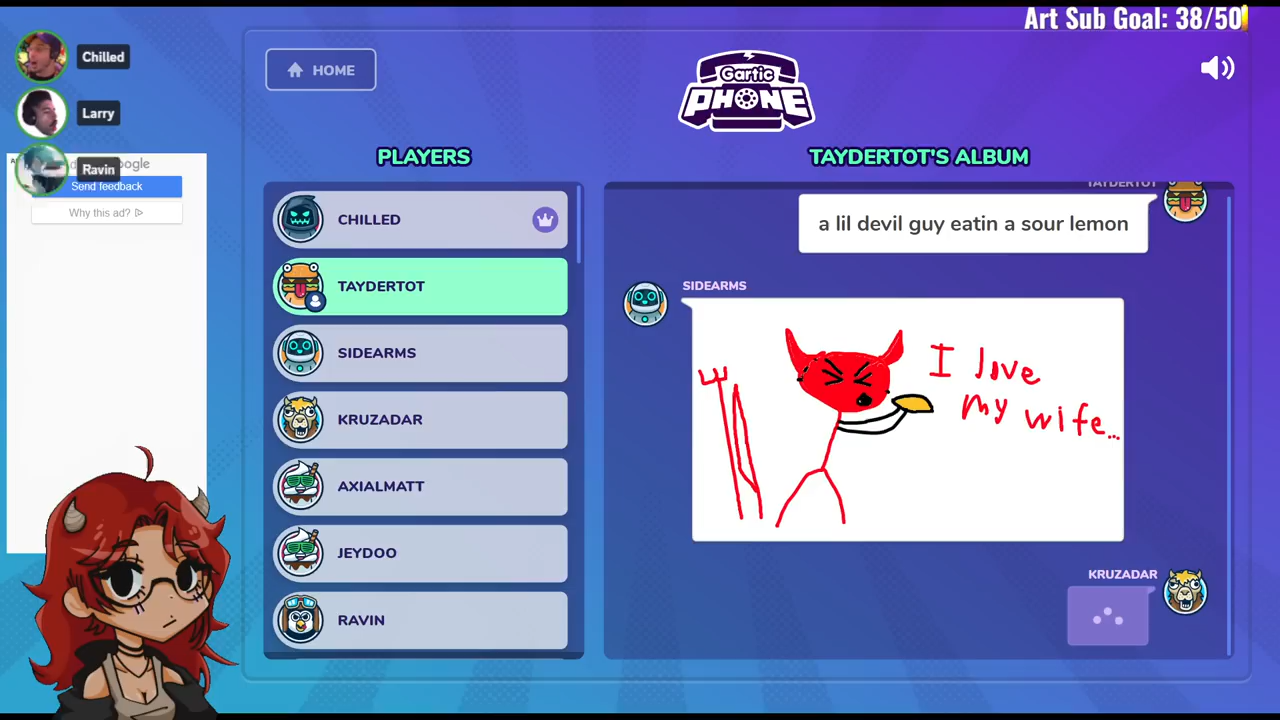 Art Sub Goal: 38/50
Chilled
Larry
Ravin
Send feedback
Why this ad?
HOME
Gartic
PHONE
PLAYERS
CHILLED
TAYDERTOT
SIDEARMS
KRUZADAR
AXIALMATT
JEYDOO
RAVIN
TAYDERTOT'S ALBUM
TAYDERTOT
a lil devil guy eatin a sour lemon
SIDEARMS
I love
my wife...
KRUZADAR